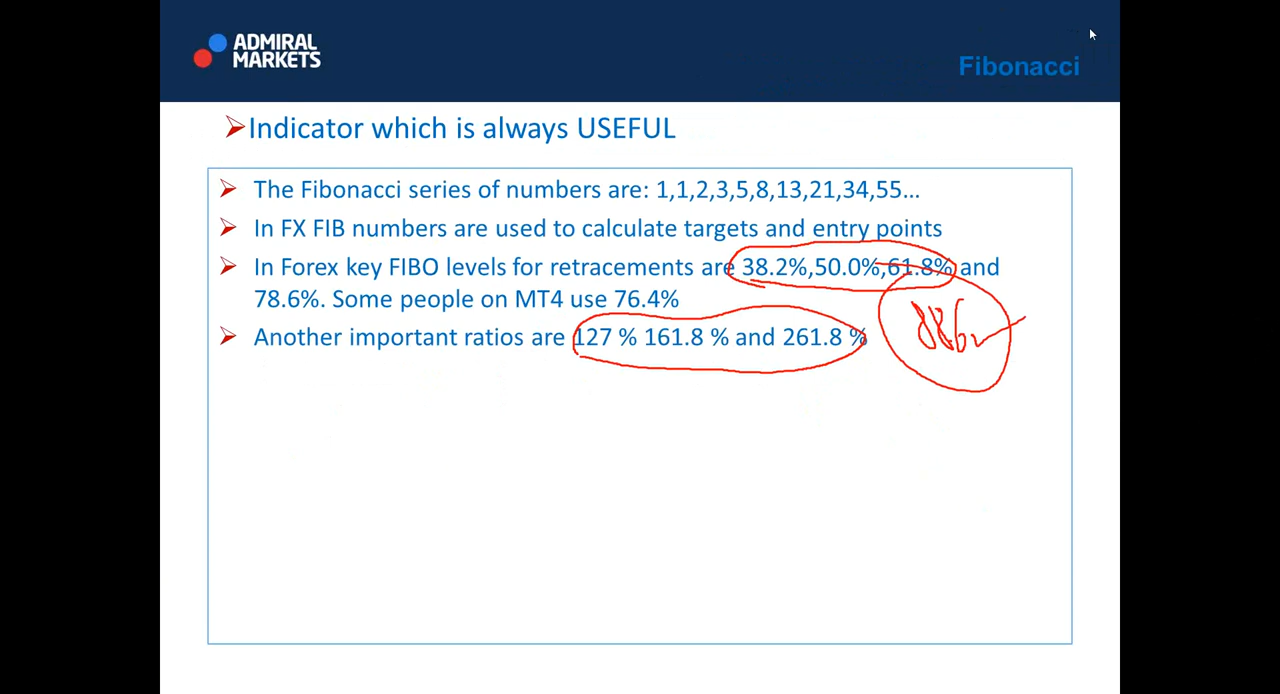 ADMIRAL
MARKETS
Fibonacci
Indicator which is always USEFUL
The Fibonacci series of numbers are: 1,1,2,3,5,8,13,21,34,55...
In FX FIB numbers are used to calculate targets and entry points
In Forex key FIBO levels for retracements are 38.2%,50.0%,61.8% and
78.6%. Some people on MT4 use 76.4%
Another important ratios are 127 % 161.8 % and 261.8 %
88.6